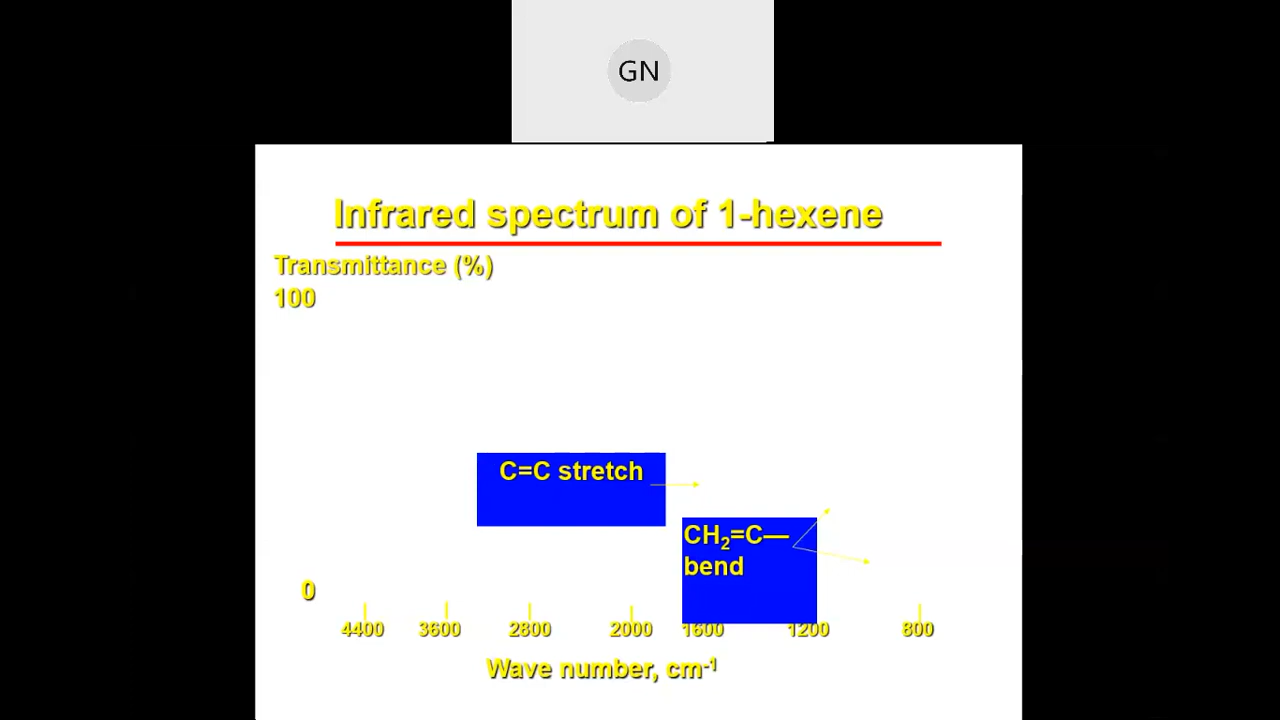 GN
Infrared spectrum of 1-hexene
Transmittance (%)
100
C=C stretch
CH₂=C—
bend
0
4400 3600 2800 2000 1600 1200 800
Wave number, cm⁻¹